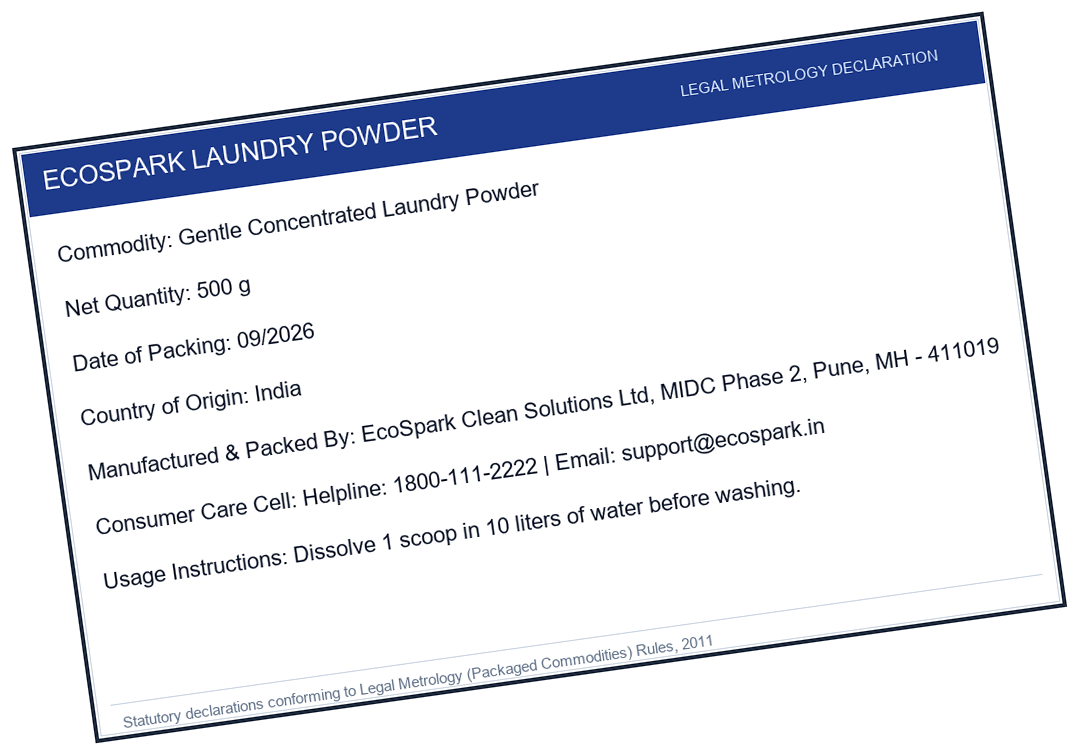 ECOSPARK LAUNDRY POWDER
LEGAL METROLOGY DECLARATION
Commodity: Gentle Concentrated Laundry Powder
Net Quantity: 500 g
Date of Packing: 09/2026
Country of Origin: India
Manufactured & Packed By: EcoSpark Clean Solutions Ltd, MIDC Phase 2, Pune, MH - 411019
Consumer Care Cell: Helpline: 1800-111-2222 | Email: support@ecospark.in
Usage Instructions: Dissolve 1 scoop in 10 liters of water before washing.
Statutory declarations conforming to Legal Metrology (Packaged Commodities) Rules, 2011